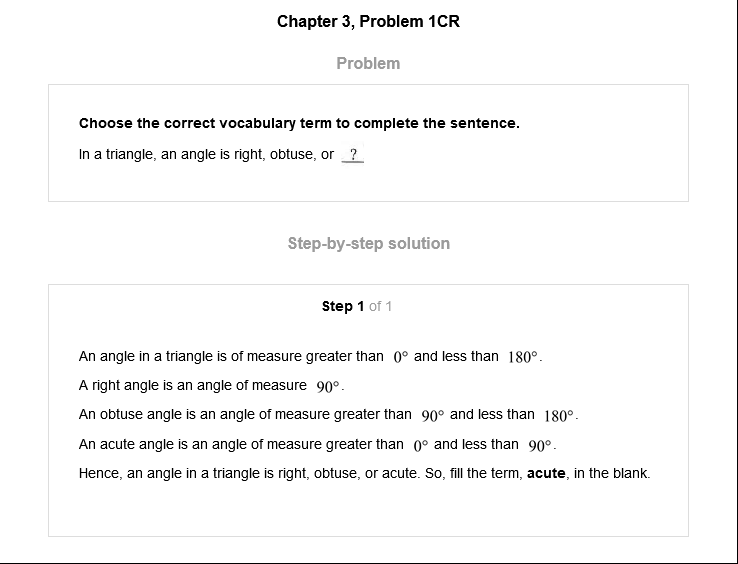 Chapter 3, Problem 1CR
Problem
Choose the correct vocabulary term to complete the sentence.
In a triangle, an angle is right, obtuse, or ?
Step-by-step solution
Step 1 of 1
An angle in a triangle is of measure greater than 0° and less than 180°.
A right angle is an angle of measure 90°.
An obtuse angle is an angle of measure greater than 90° and less than 180°.
An acute angle is an angle of measure greater than 0° and less than 90°.
Hence, an angle in a triangle is right, obtuse, or acute. So, fill the term, acute, in the blank.